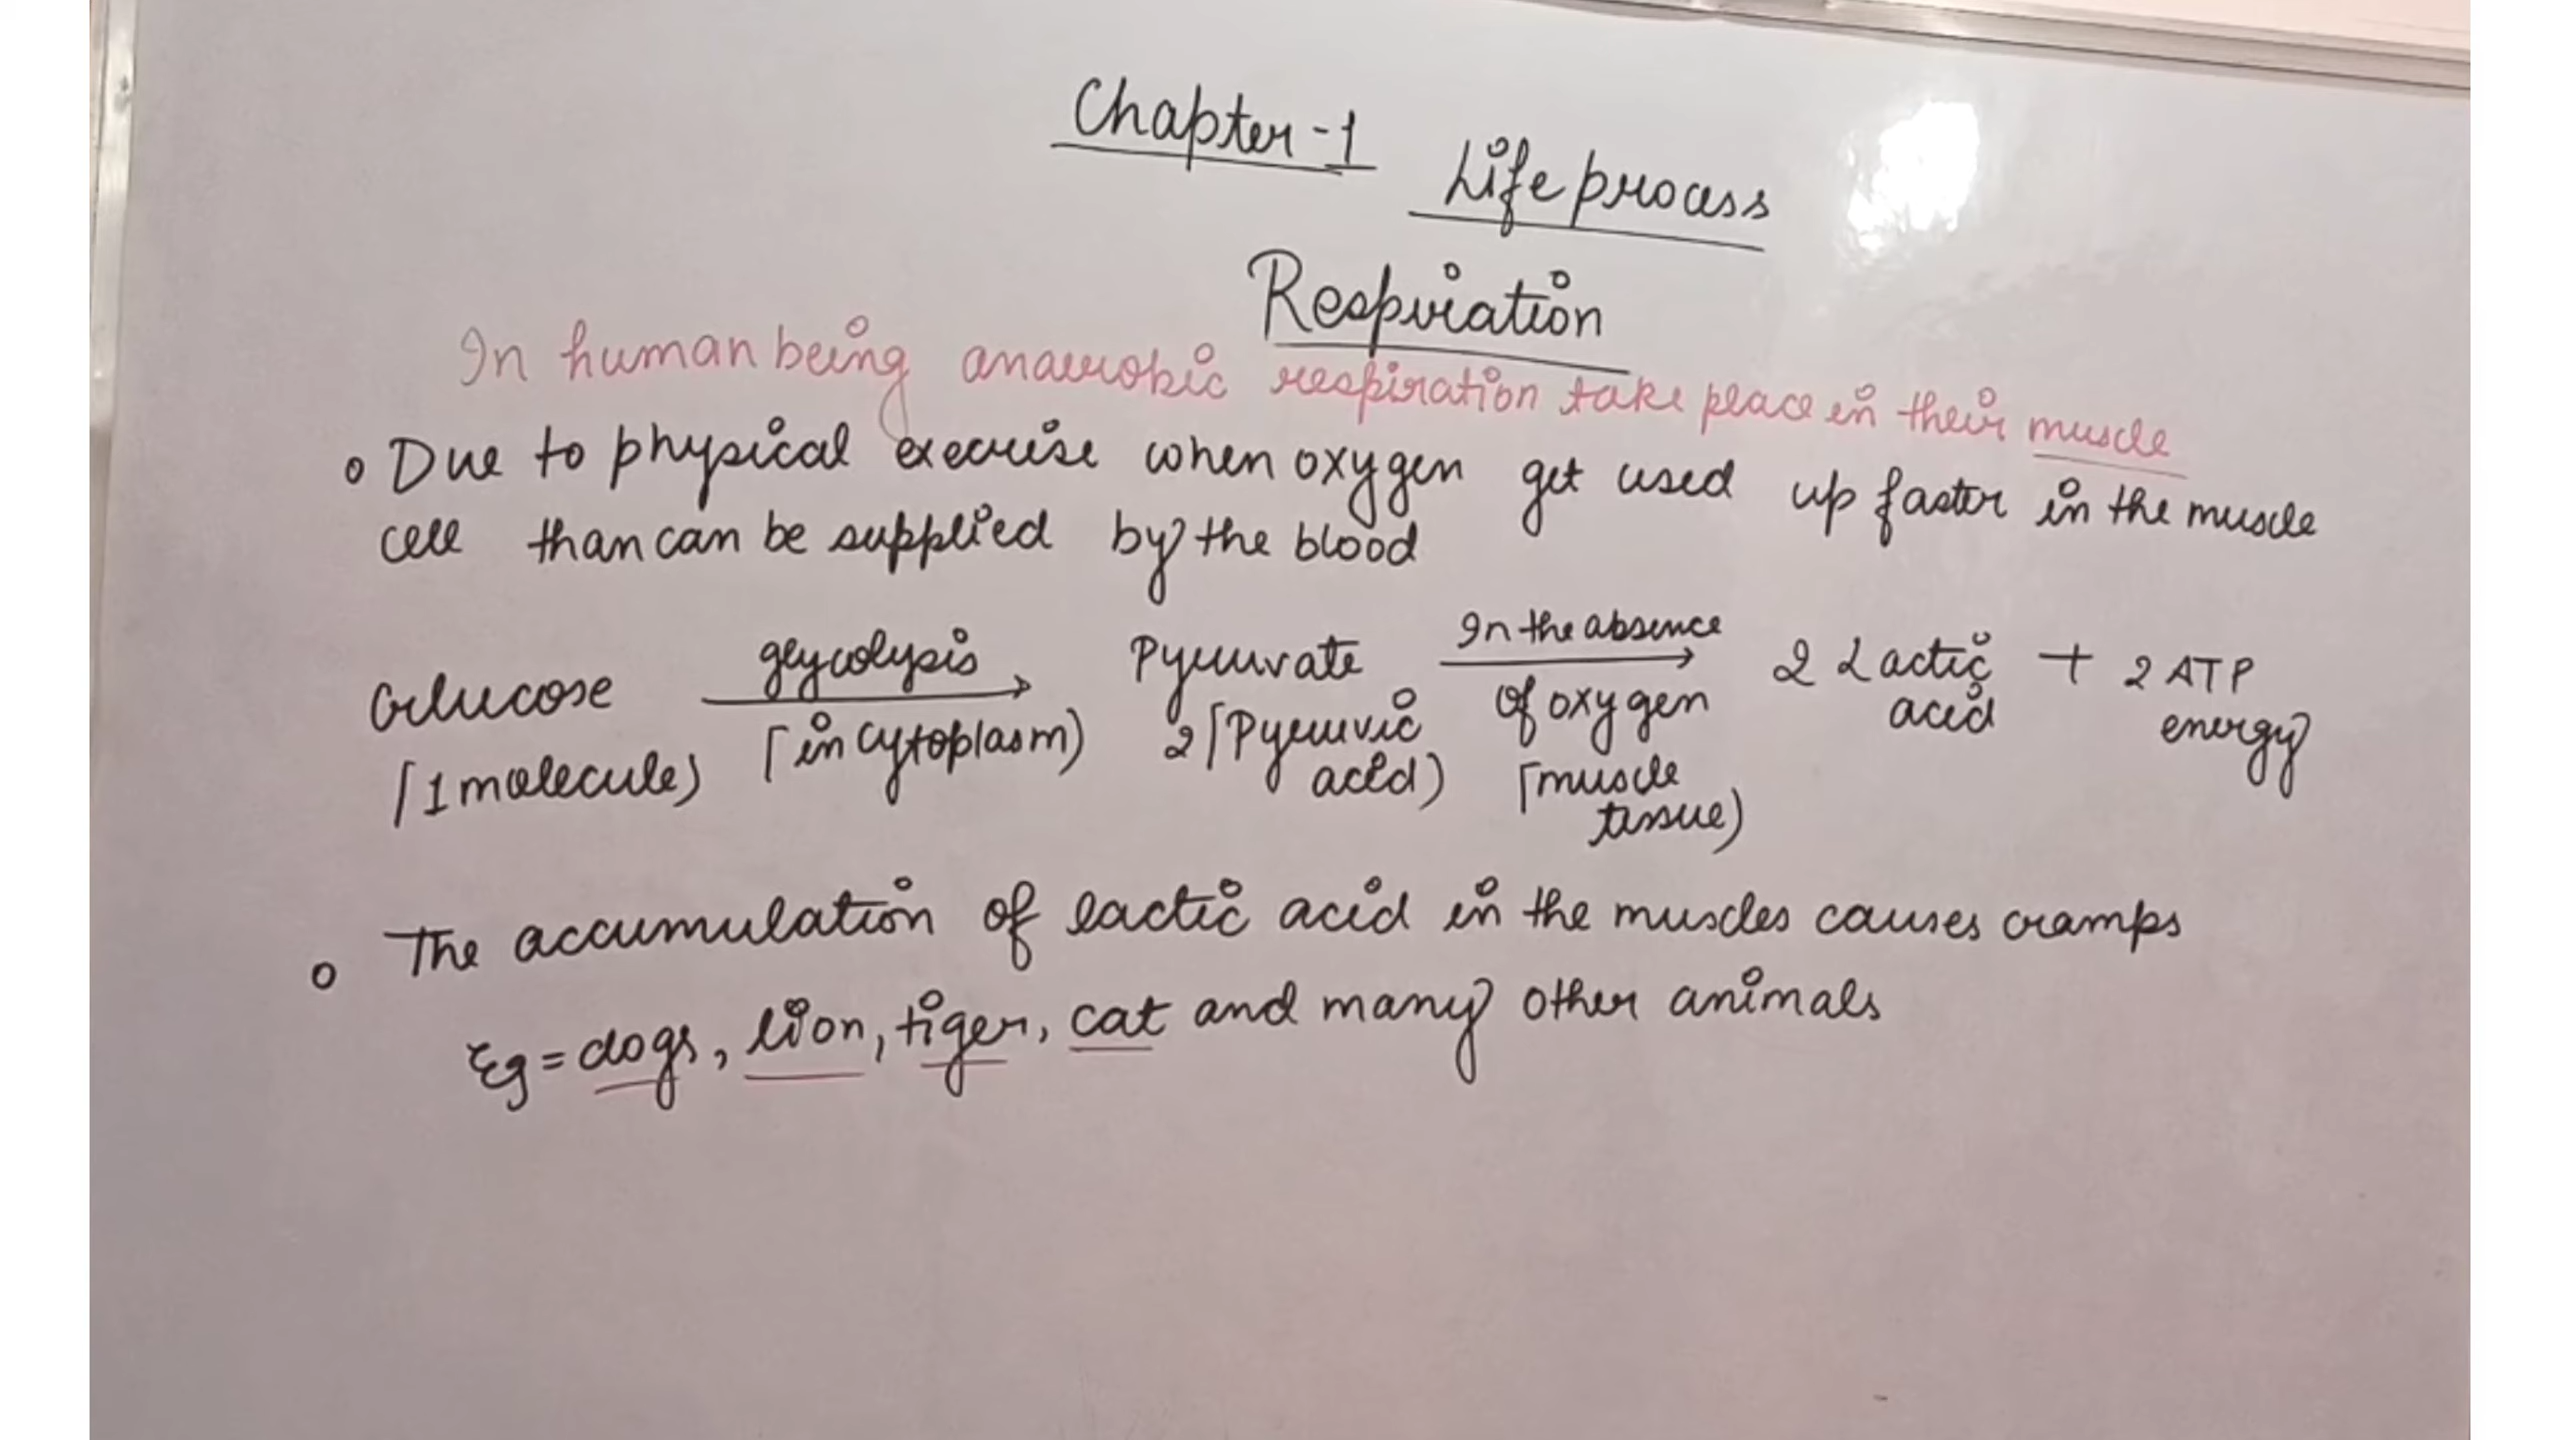 Chapter-1
Life process
Respiration
In human being anaerobic respiration take place in their muscle
Due to physical exercise when oxygen get used up faster in the muscle
cell than can be supplied by the blood
Glucose glycolysis Pyruvate In the absence 2 Lactic + 2 ATP
[1 molecule) [in cytoplasm) 2 [Pyruvic acid) of oxygen acid energy
[muscle tissue)
The accumulation of lactic acid in the muscles causes cramps
Eg = dogs, lion, tiger, cat and many other animals